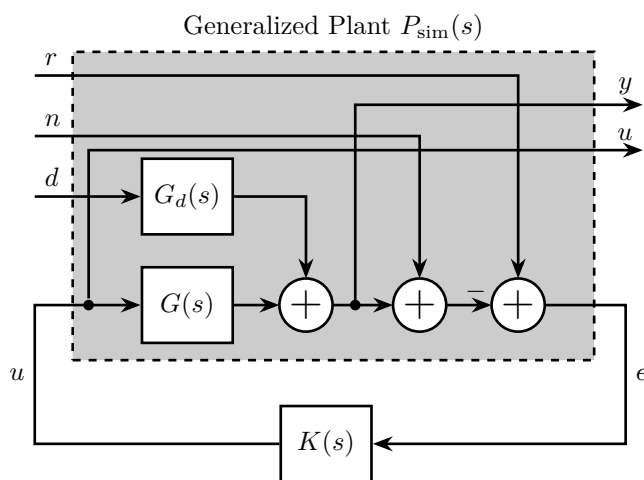 Generalized Plant P_sim(s)
r
y
n
u
d
G_d(s)
+
G(s)
+
+
−
+
u
e
K(s)